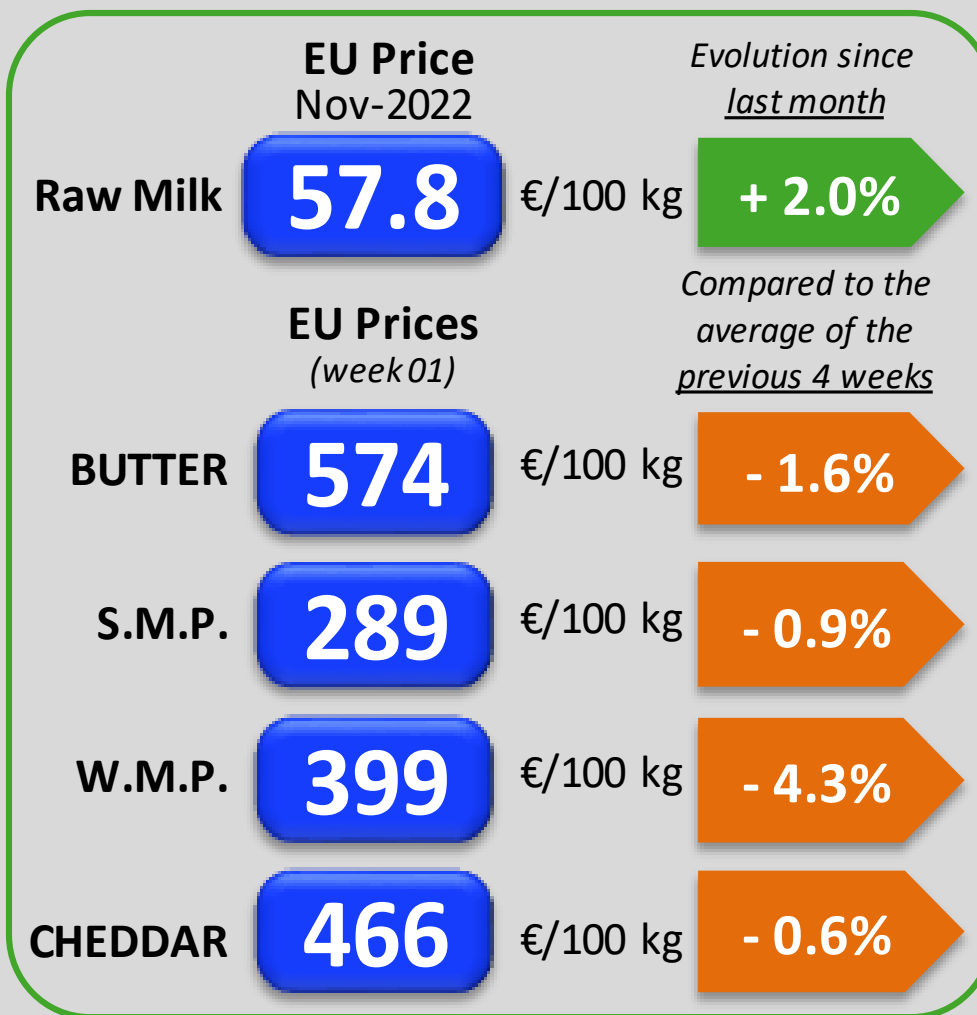 EU Price
Nov-2022
Evolution since
last month
Raw Milk 57.8 €/100 kg + 2.0%
EU Prices
(week 01)
Compared to the
average of the
previous 4 weeks
BUTTER 574 €/100 kg - 1.6%
S.M.P. 289 €/100 kg - 0.9%
W.M.P. 399 €/100 kg - 4.3%
CHEDDAR 466 €/100 kg - 0.6%